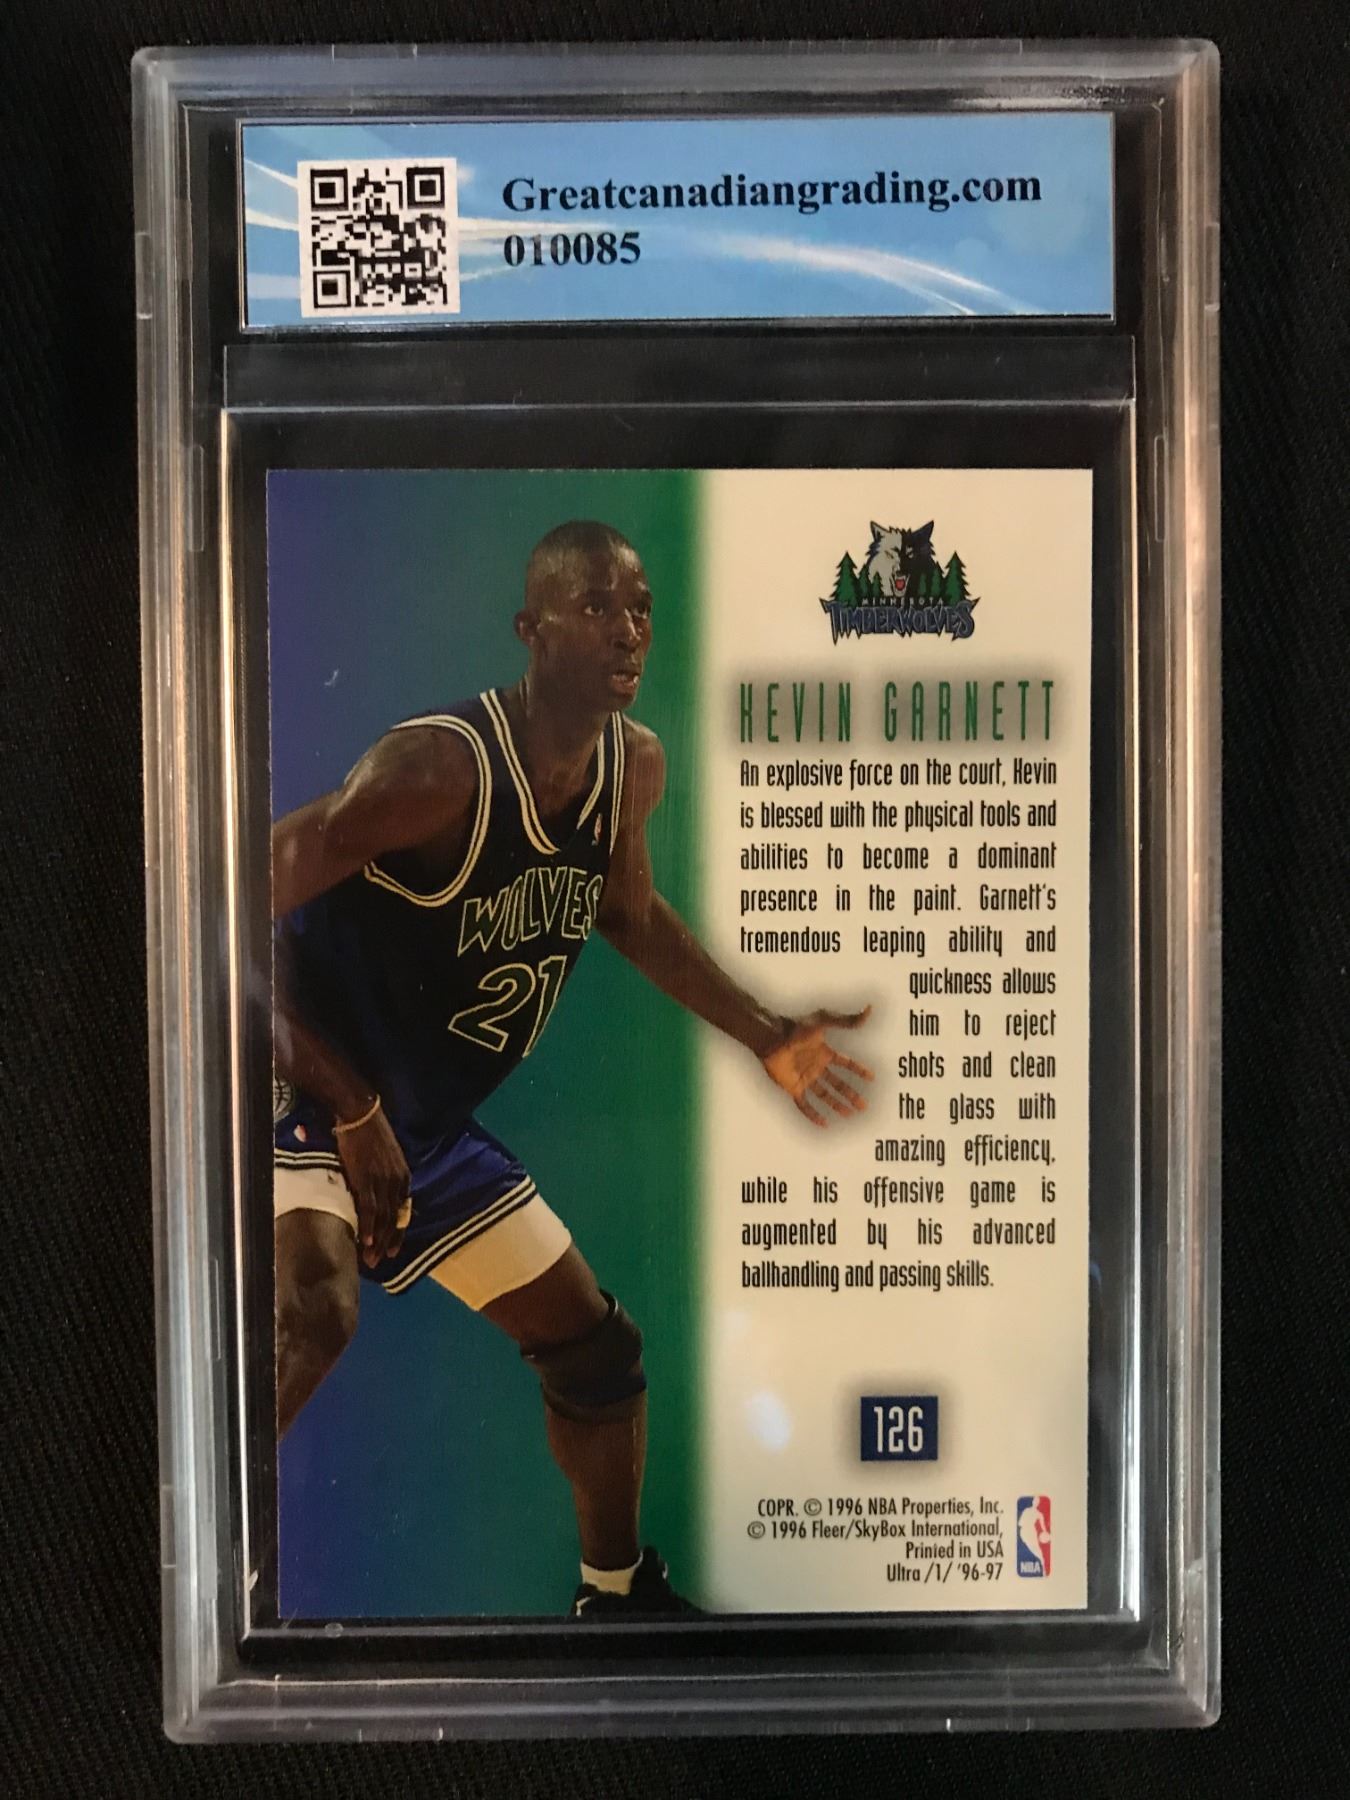 Greatcanadiangrading.com
010085
MINNESOTA
TIMBERWOLVES
KEVIN GARNETT
An explosive force on the court, Kevin
is blessed with the physical tools and
abilities to become a dominant
presence in the paint. Garnett's
tremendous leaping ability and
quickness allows
him to reject
shots and clean
the glass with
amazing efficiency,
while his offensive game is
augmented by his advanced
ballhandling and passing skills.
WOLVES
21
126
COPR. © 1996 NBA Properties, Inc.
© 1996 Fleer/SkyBox International,
Printed in USA
Ultra /1/ '96-97
NBA